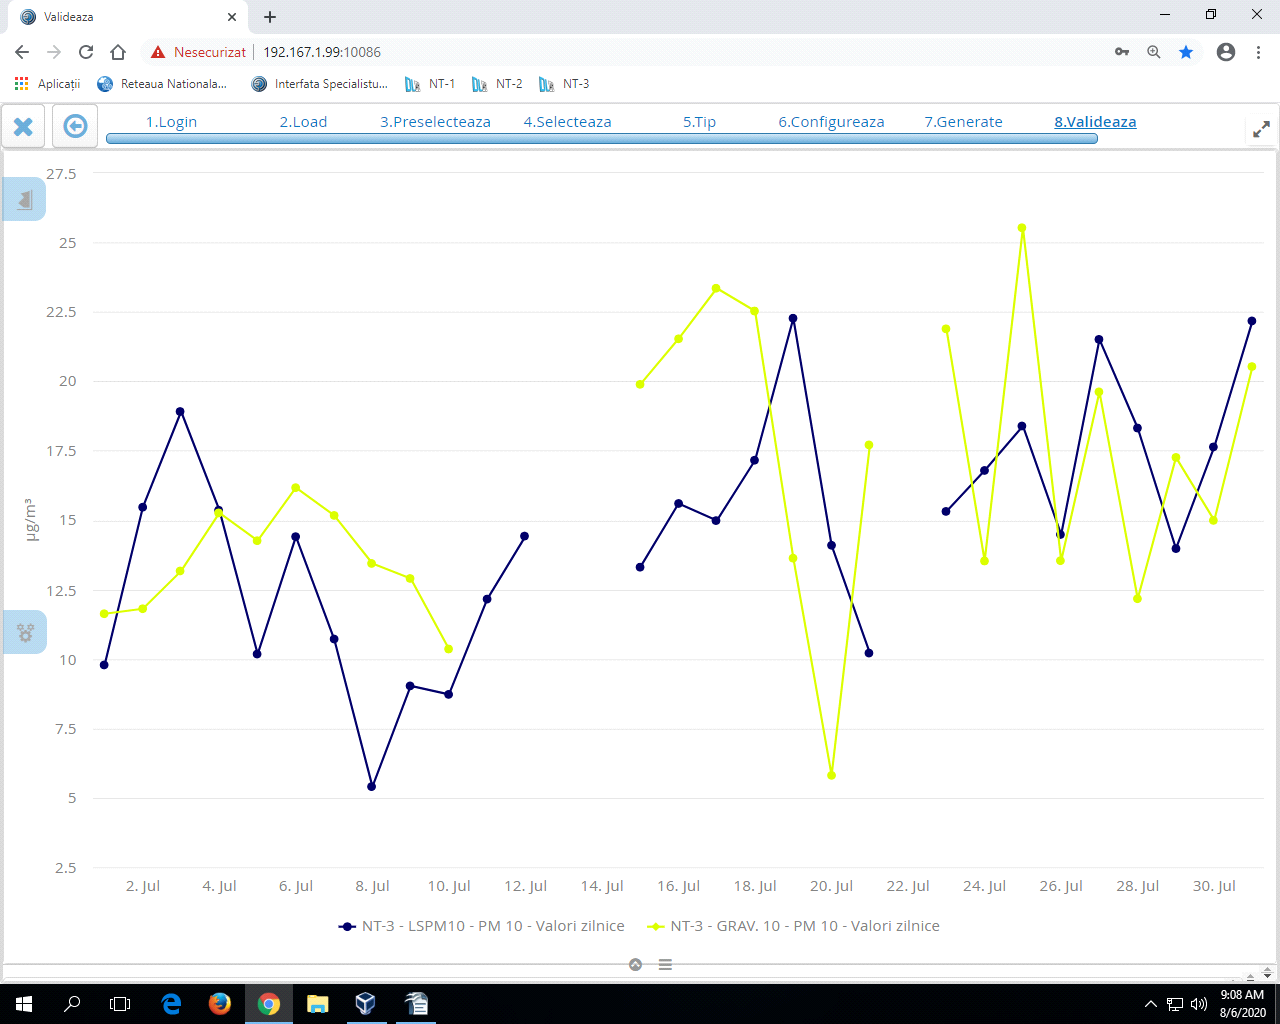 Valideaza
Nesecurizat
192.167.1.99:10086
Aplicații
Reteaua Nationala...
Interfata Specialistu...
NT-1
NT-2
NT-3
1.Login
2.Load
3.Preselecteaza
4.Selecteaza
5.Tip
6.Configureaza
7.Generate
8.Valideaza
27.5
25
22.5
20
17.5
15
12.5
10
7.5
5
2.5
µg/m³
2. Jul
4. Jul
6. Jul
8. Jul
10. Jul
12. Jul
14. Jul
16. Jul
18. Jul
20. Jul
22. Jul
24. Jul
26. Jul
28. Jul
30. Jul
NT-3 - LSPM10 - PM 10 - Valori zilnice
NT-3 - GRAV. 10 - PM 10 - Valori zilnice
9:08 AM
8/6/2020